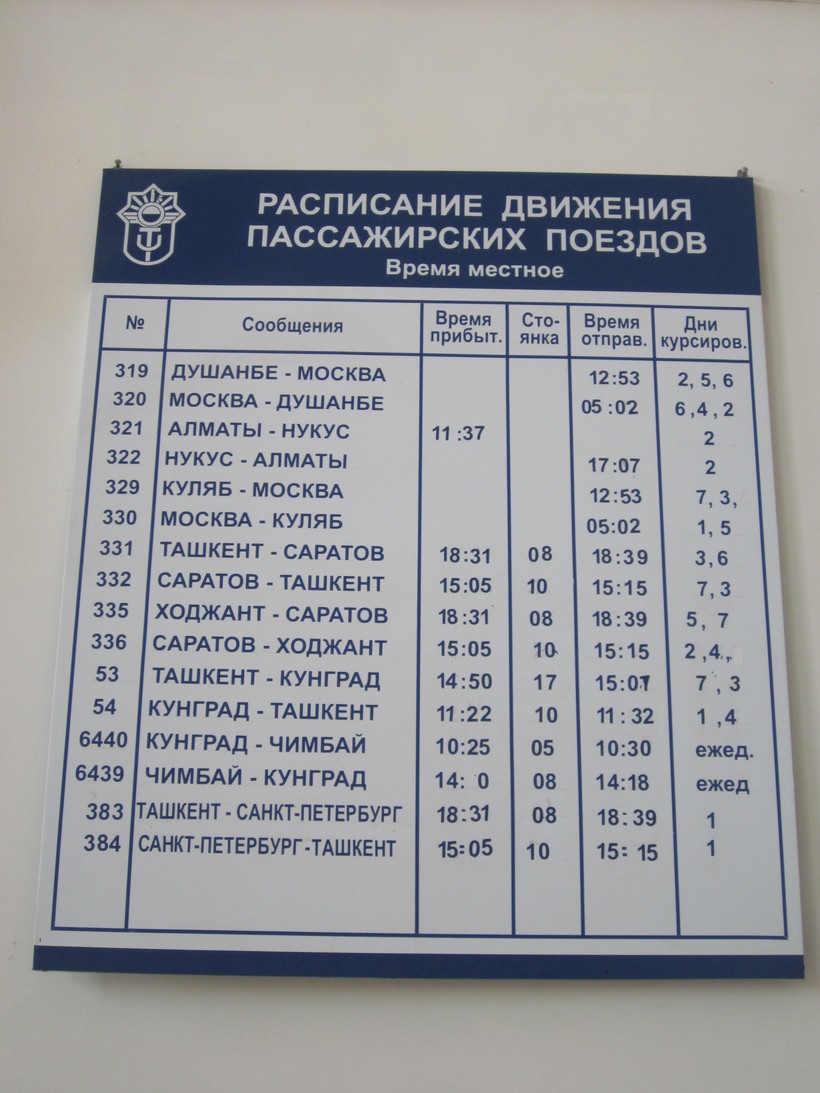 РАСПИСАНИЕ ДВИЖЕНИЯ
ПАССАЖИРСКИХ ПОЕЗДОВ
Время местное
№ Сообщения Время прибыт. Сто-янка Время отправ. Дни курсиров.
319 ДУШАНБЕ - МОСКВА 12:53 2, 5, 6
320 МОСКВА - ДУШАНБЕ 05:02 6,4,2
321 АЛМАТЫ - НУКУС 11:37 2
322 НУКУС - АЛМАТЫ 17:07 2
329 КУЛЯБ - МОСКВА 12:53 7, 3,
330 МОСКВА - КУЛЯБ 05:02 1, 5
331 ТАШКЕНТ - САРАТОВ 18:31 08 18:39 3,6
332 САРАТОВ - ТАШКЕНТ 15:05 10 15:15 7,3
335 ХОДЖАНТ - САРАТОВ 18:31 08 18:39 5, 7
336 САРАТОВ - ХОДЖАНТ 15:05 10 15:15 2,4,
53 ТАШКЕНТ - КУНГРАД 14:50 17 15:07 7, 3
54 КУНГРАД - ТАШКЕНТ 11:22 10 11:32 1,4
6440 КУНГРАД - ЧИМБАЙ 10:25 05 10:30 ежед.
6439 ЧИМБАЙ - КУНГРАД 14: 0 08 14:18 ежед
383 ТАШКЕНТ - САНКТ-ПЕТЕРБУРГ 18:31 08 18:39 1
384 САНКТ-ПЕТЕРБУРГ-ТАШКЕНТ 15:05 10 15:15 1